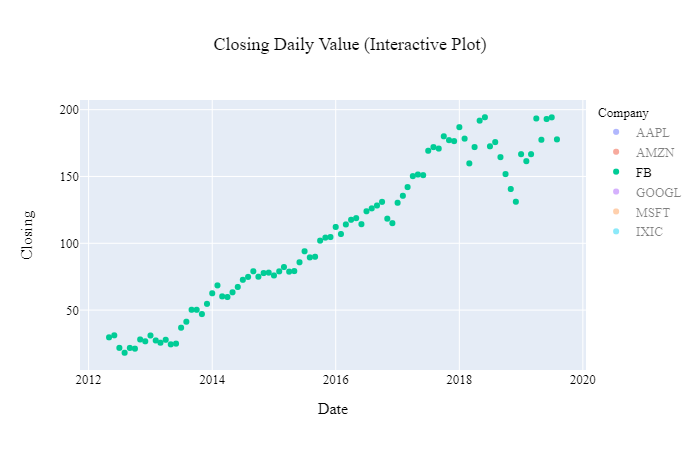 Closing Daily Value (Interactive Plot)
Closing
200
150
100
50
2012
2014
2016
2018
2020
Date
Company
AAPL
AMZN
FB
GOOGL
MSFT
IXIC